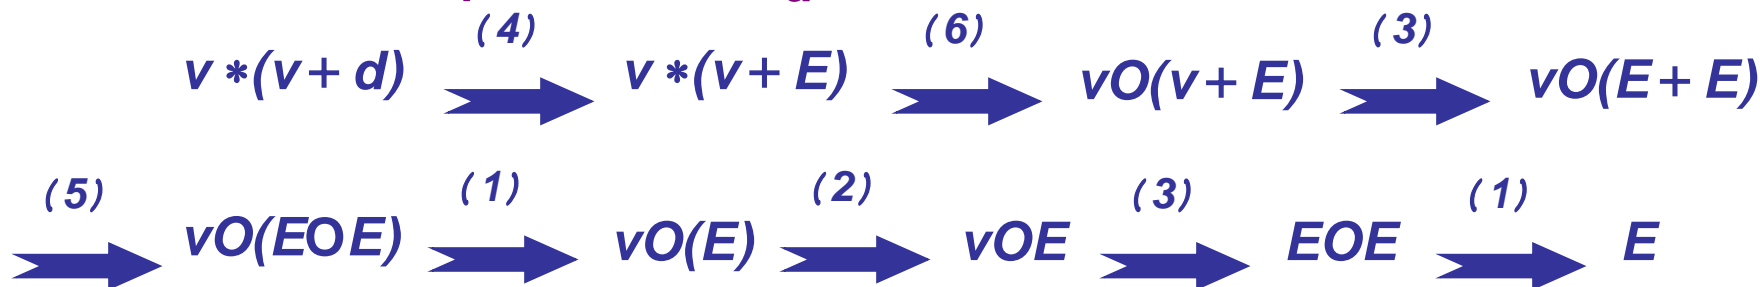 (4) (6) (3)
v *(v + d) v *(v + E) vO(v + E) vO(E + E)
(5) (1) (2) (3) (1)
vO(EOE) vO(E) vOE EOE E